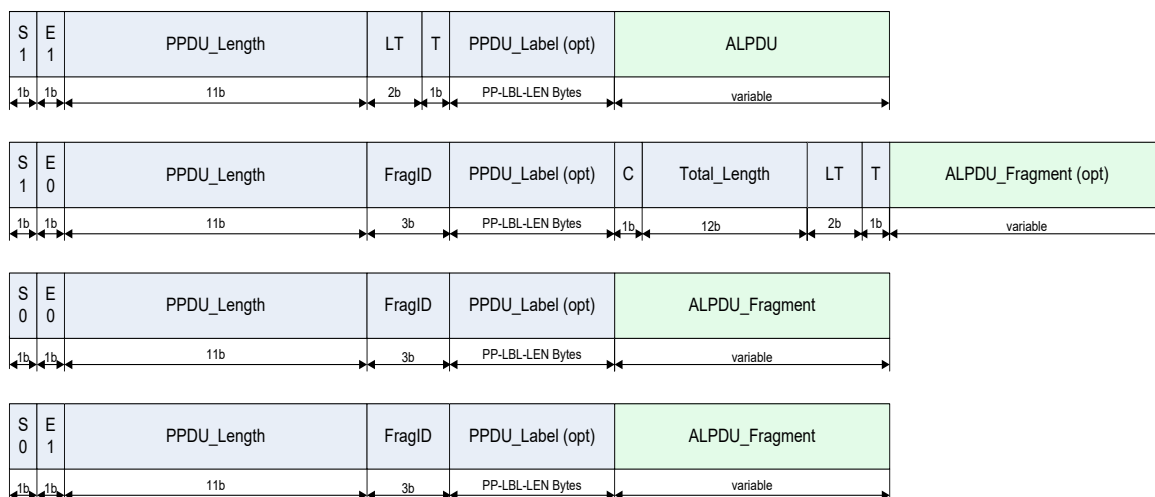 S E PPDU_Length LT T PPDU_Label (opt) ALPDU
1 1
1b 1b 11b 2b 1b PP-LBL-LEN Bytes variable
S E PPDU_Length FragID PPDU_Label (opt) C Total_Length LT T ALPDU_Fragment (opt)
1 0
1b 1b 11b 3b PP-LBL-LEN Bytes 1b 12b 2b 1b variable
S E PPDU_Length FragID PPDU_Label (opt) ALPDU_Fragment
0 0
1b 1b 11b 3b PP-LBL-LEN Bytes variable
S E PPDU_Length FragID PPDU_Label (opt) ALPDU_Fragment
0 1
1b 1b 11b 3b PP-LBL-LEN Bytes variable